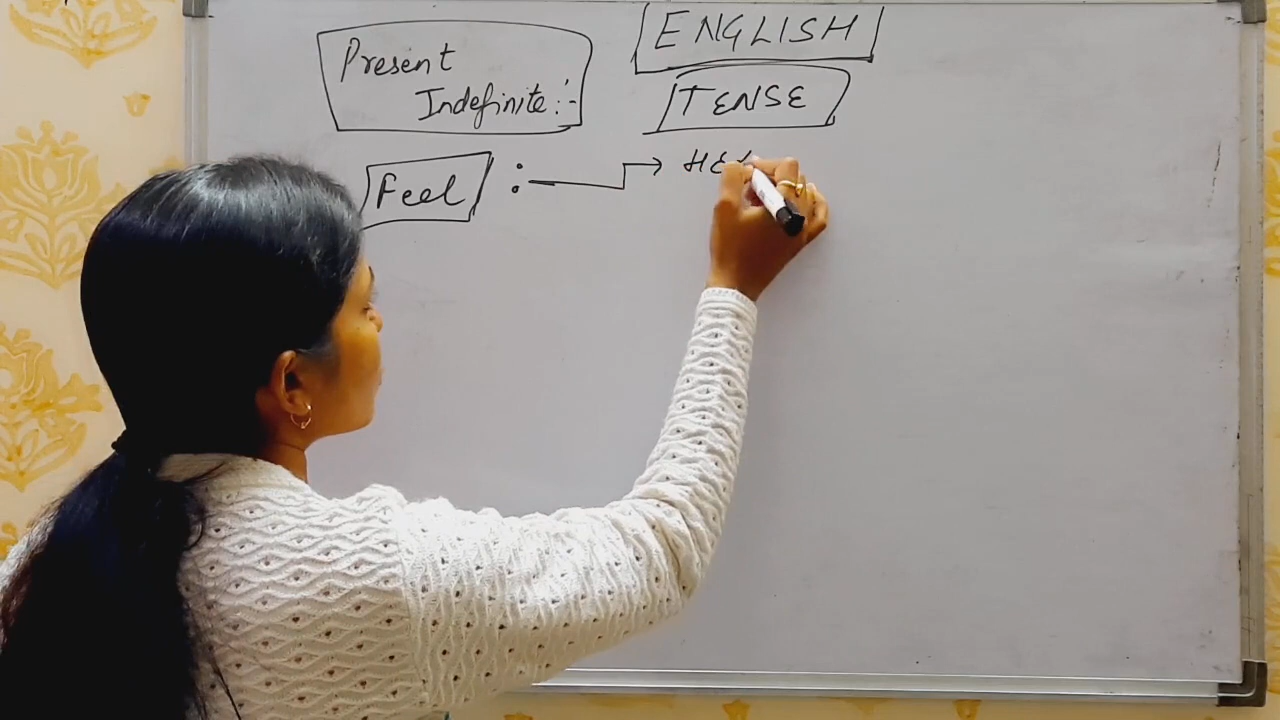 ENGLISH
TENSE
Present
Indefinite :-
Feel : →